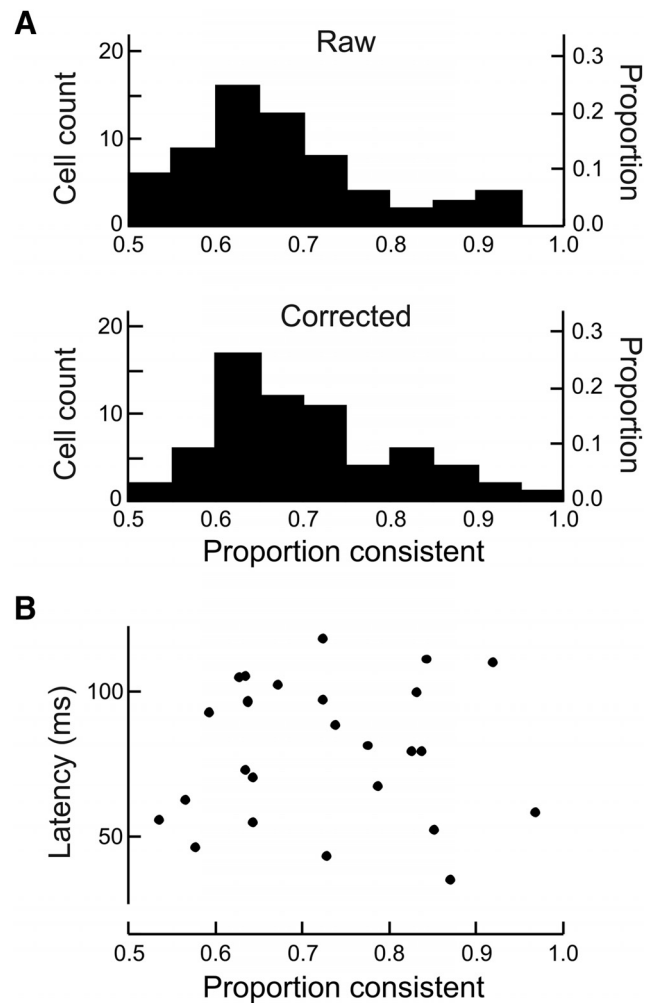 A
Raw
Cell count
20
10
0
Proportion
0.3
0.2
0.1
0.0
0.5 0.6 0.7 0.8 0.9 1.0
Corrected
Cell count
20
10
0
Proportion
0.3
0.2
0.1
0.0
0.5 0.6 0.7 0.8 0.9 1.0
Proportion consistent
B
Latency (ms)
100
50
0.5 0.6 0.7 0.8 0.9 1.0
Proportion consistent